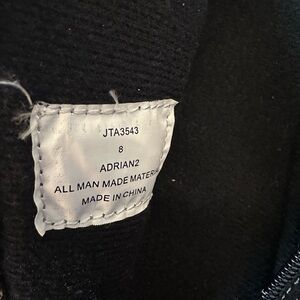 JTA3543
8
ADRIAN2
ALL MAN MADE MATERIA
MADE IN CHINA